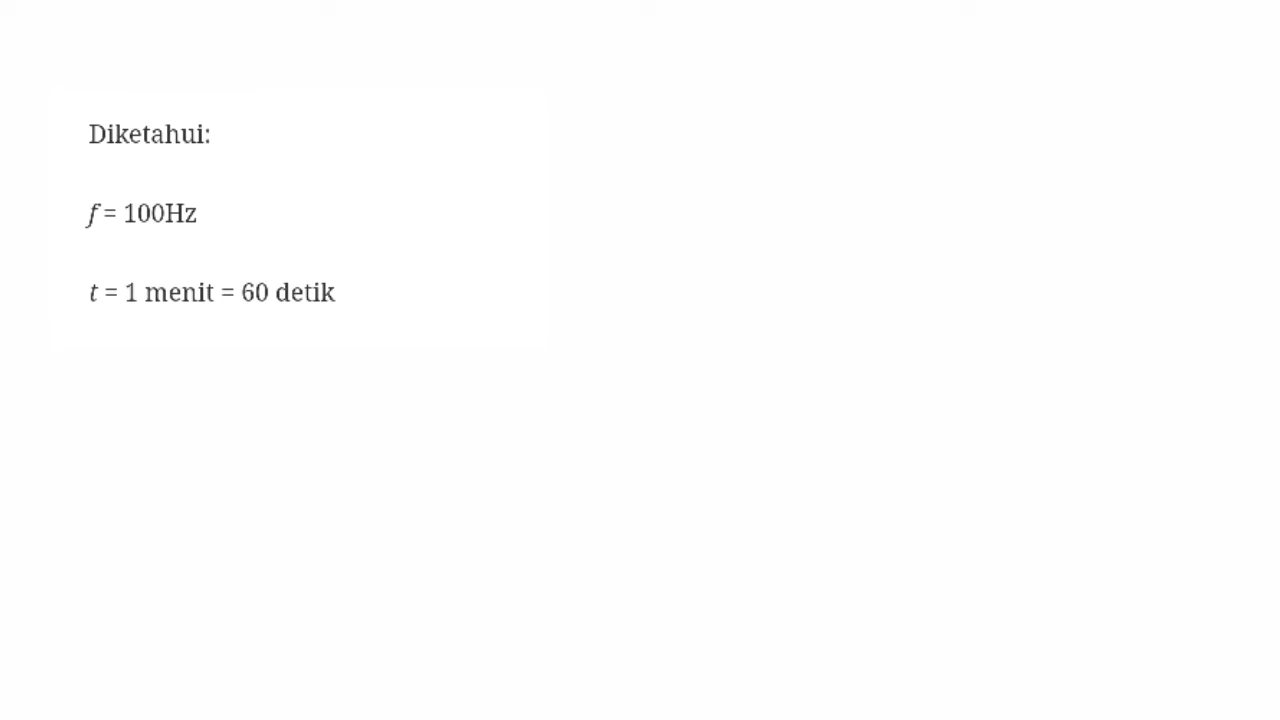 Diketahui:
f = 100Hz
t = 1 menit = 60 detik